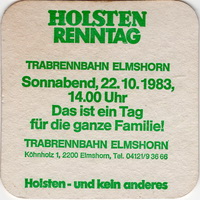 HOLSTEN
RENNTAG
TRABRENNBAHN ELMSHORN
Sonnabend, 22.10.1983,
14.00 Uhr
Das ist ein Tag
für die ganze Familie!
TRABRENNBAHN ELMSHORN
Köhnholz 1, 2200 Elmshorn, Tel. 04121/9 36 66
Holsten - und kein anderes